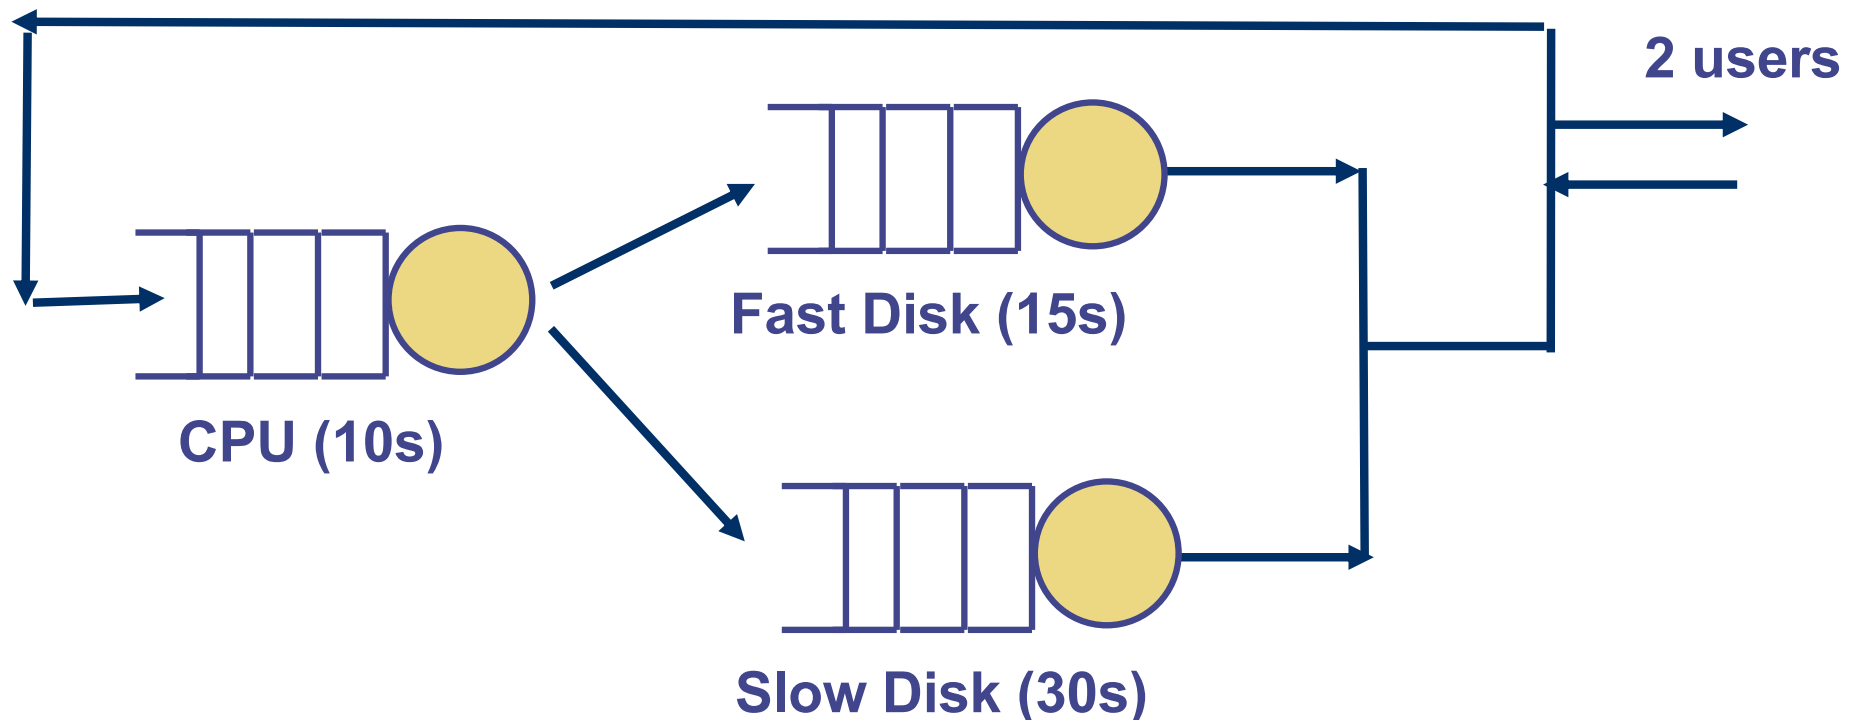 2 users
Fast Disk (15s)
CPU (10s)
Slow Disk (30s)